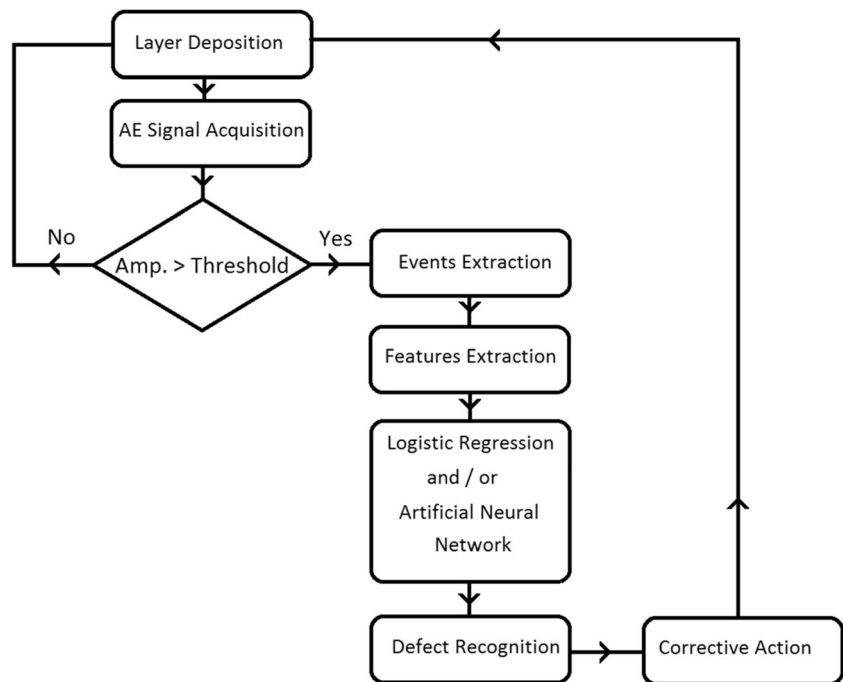 Layer Deposition
AE Signal Acquisition
No
Yes
Amp. > Threshold
Events Extraction
Features Extraction
Logistic Regression
and / or
Artificial Neural
Network
Defect Recognition
Corrective Action